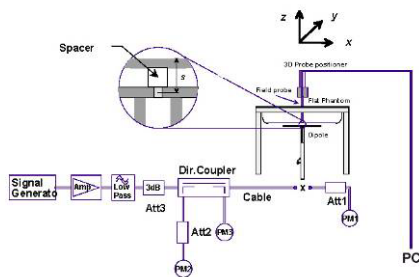 z
y
x
Spacer
s
3D Probe positioner
Field probe
Flat Phantom
Dipole
Signal
Generato
Amp
Low
Pass
3dB
Att3
Dir.Coupler
Cable
x
Att1
PM1
Att2
PM3
PM2
PC